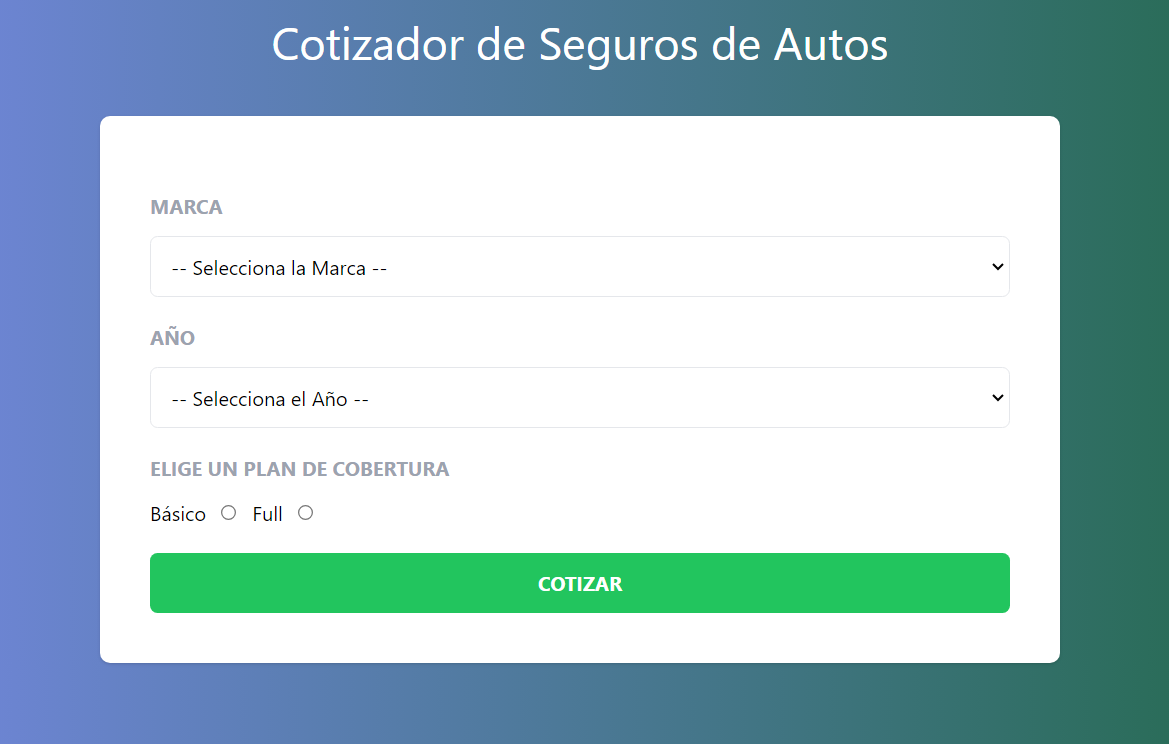 Cotizador de Seguros de Autos
MARCA
-- Selecciona la Marca --
AÑO
-- Selecciona el Año --
ELIGE UN PLAN DE COBERTURA
Básico Full
COTIZAR